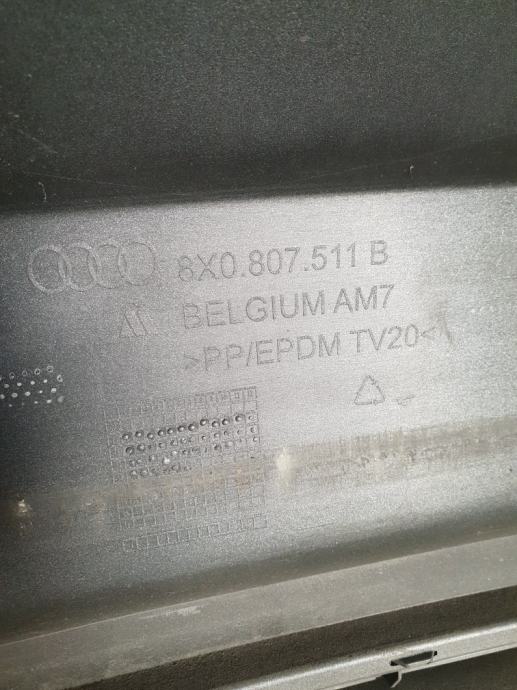 8X0.807.511 B
BELGIUM AM7
>PP/EPDM TV20<